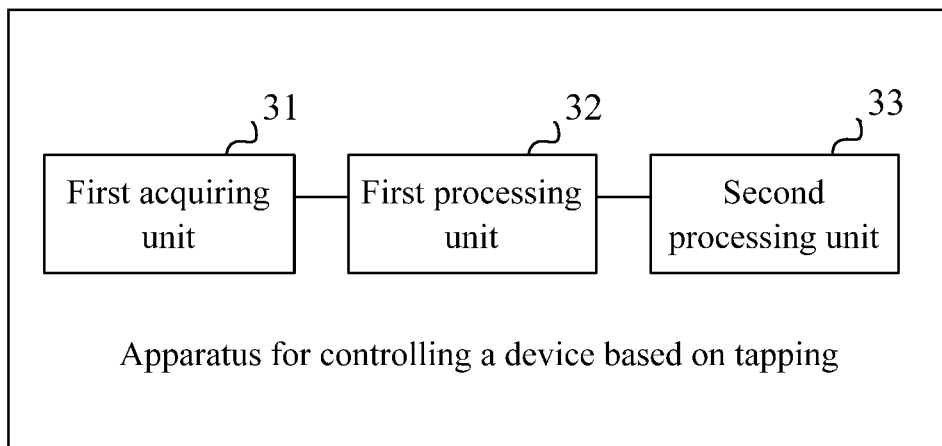 31
32
33
First acquiring
unit
First processing
unit
Second
processing unit
Apparatus for controlling a device based on tapping